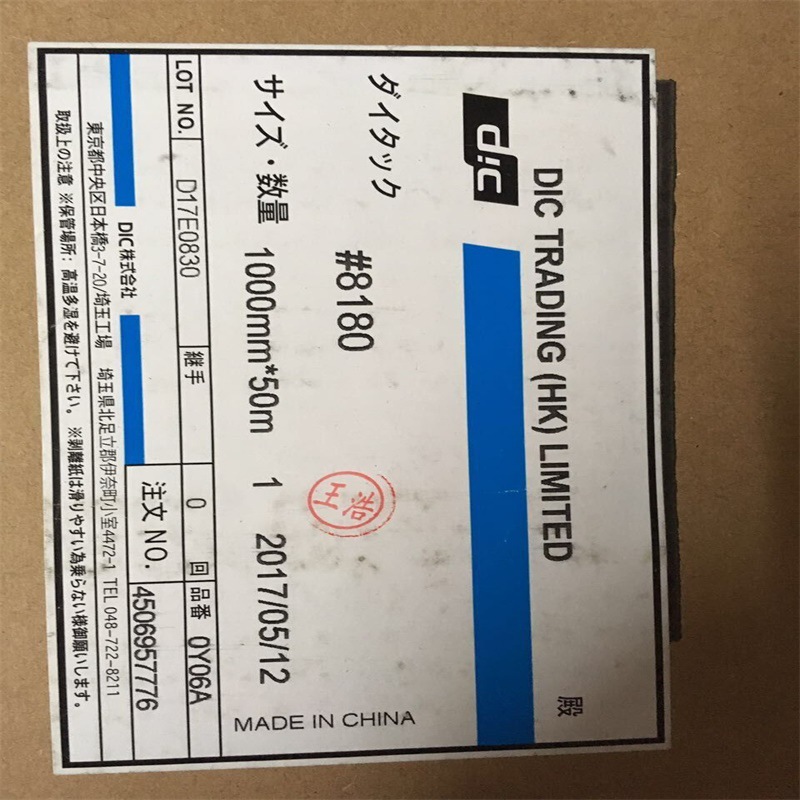 DIC TRADING (HK) LIMITED 殿
dic
ダイタック #8180
サイズ・数量 1000mm*50m 1 2017/05/12
王浩
MADE IN CHINA
LOT NO. D17E0830 継手 0 回 品番 0Y06A
DIC株式会社 注文 NO. 4506957776
東京都中央区日本橋3-7-20/埼玉工場 埼玉県北足立郡伊奈町小室4472-1 TEL 048-722-8211
取扱上の注意 ※保管場所：高温多湿を避けて下さい。 ※剥離紙は滑りやすい為乗らない様御願いします。